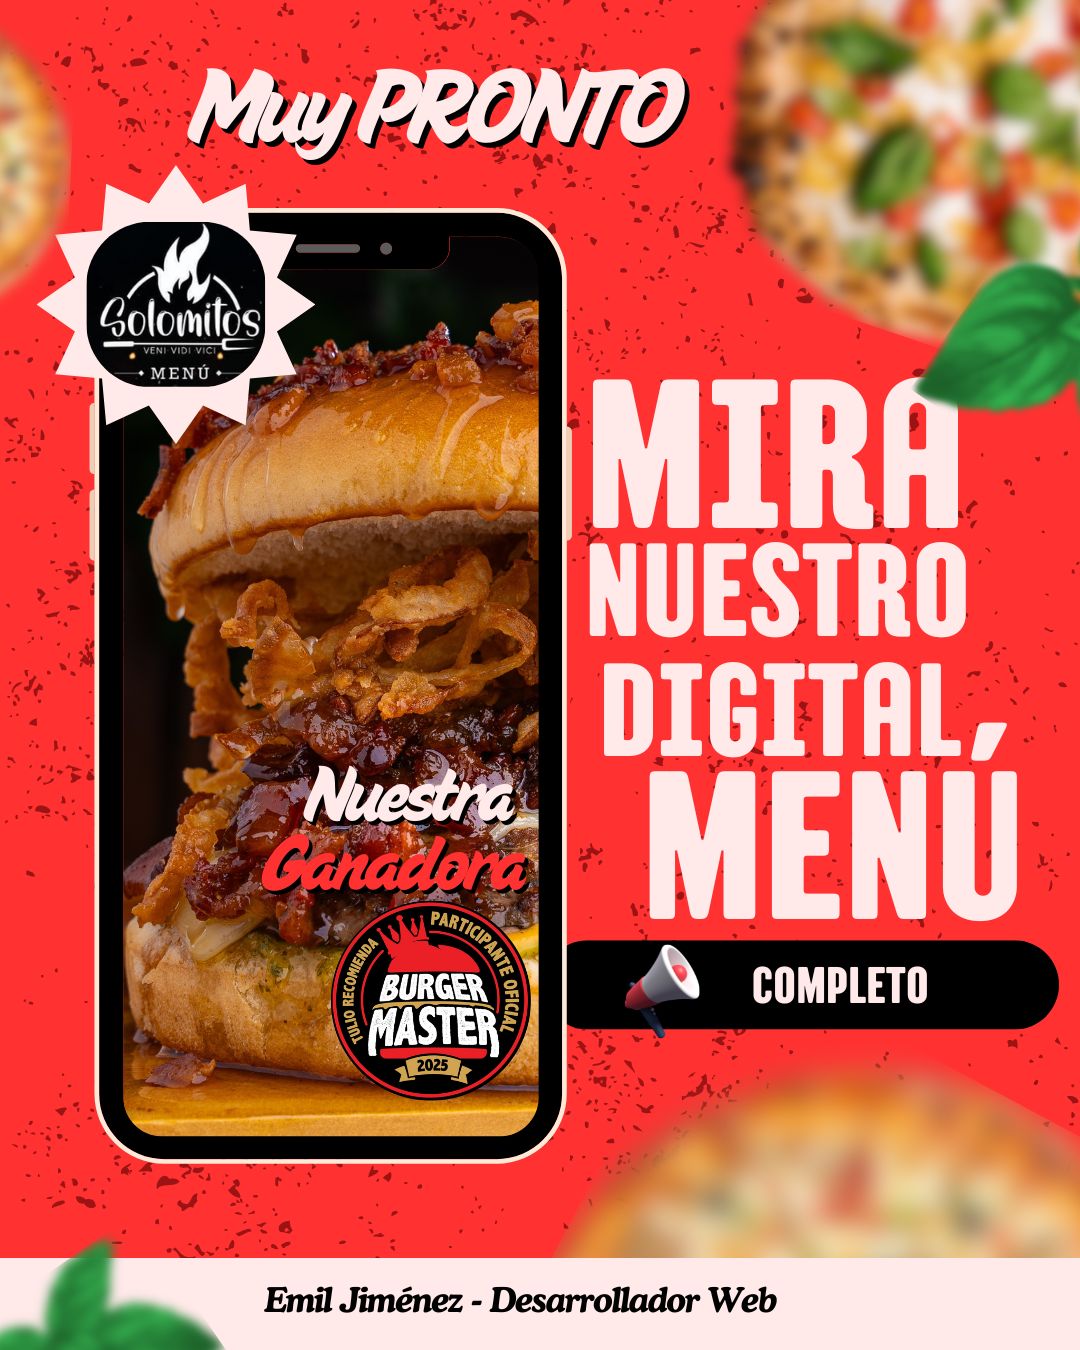 Muy PRONTO
Solomitos
VENI VIDI VICI
MENÚ
MIRA
NUESTRO
DIGITAL
MENÚ
COMPLETO
Nuestra
Ganadora
TULIO RECOMIENDA
PARTICIPANTE OFICIAL
BURGER
MASTER
2025
Emil Jiménez - Desarrollador Web